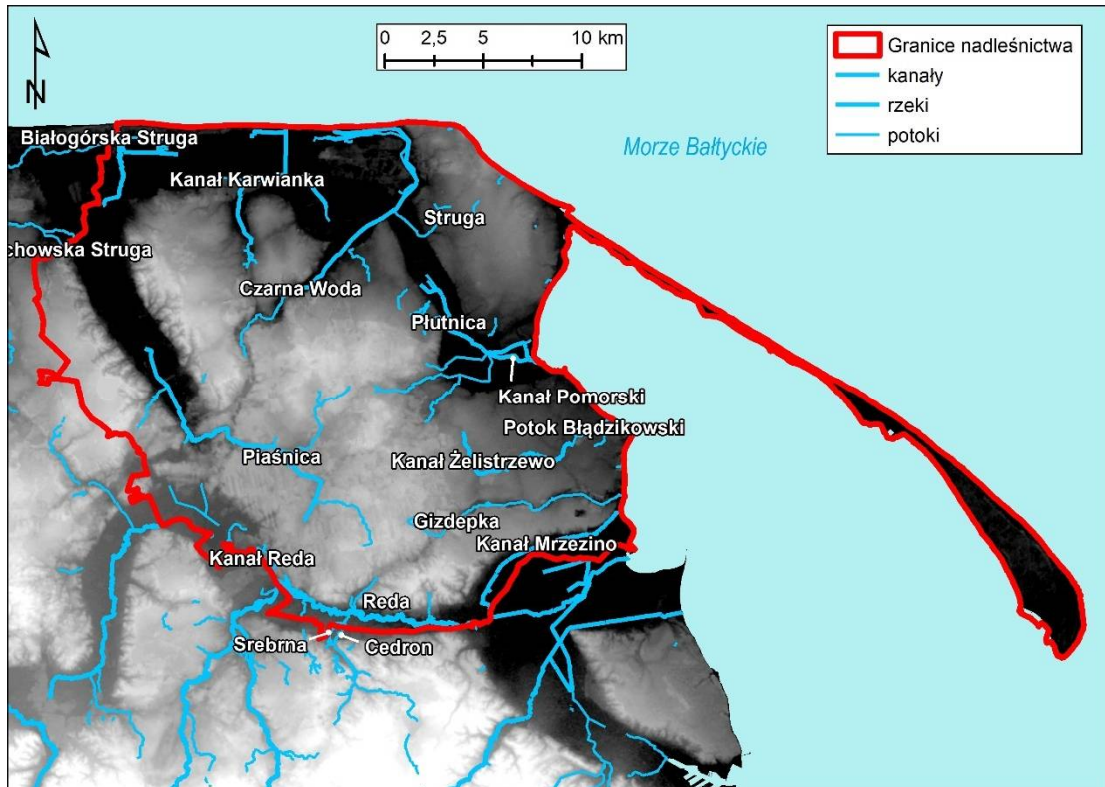 N
0 2,5 5 10 km
Granice nadleśnictwa
kanały
rzeki
potoki
Morze Bałtyckie
Białogórska Struga
Kanał Karwianka
Struga
chowska Struga
Czarna Woda
Płutnica
Kanał Pomorski
Potok Błądzikowski
Piaśnica
Kanał Żelistrzewo
Gizdepka
Kanał Mrzezino
Kanał Reda
Reda
Srebrna
Cedron